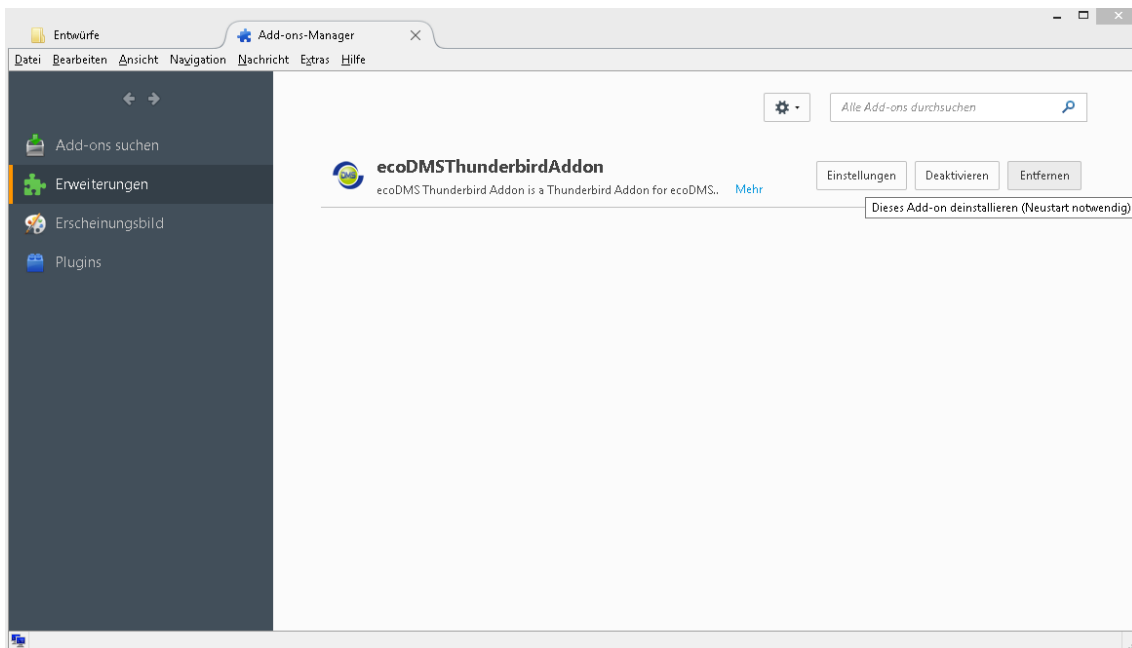 Entwürfe Add-ons-Manager
Datei Bearbeiten Ansicht Navigation Nachricht Extras Hilfe
Alle Add-ons durchsuchen
Add-ons suchen
Erweiterungen
Erscheinungsbild
Plugins
DMS
ecoDMSThunderbirdAddon
ecoDMS Thunderbird Addon is a Thunderbird Addon for ecoDMS.. Mehr
Einstellungen Deaktivieren Entfernen
Dieses Add-on deinstallieren (Neustart notwendig)